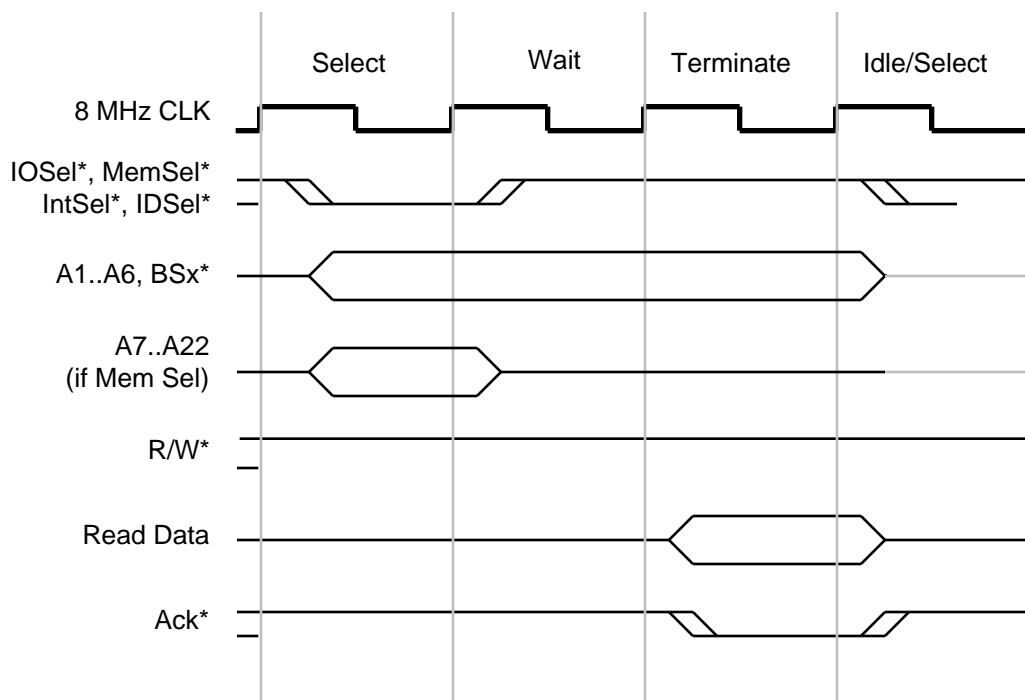 Select Wait Terminate Idle/Select
8 MHz CLK
IOSel*, MemSel*
IntSel*, IDSel*
A1..A6, BSx*
A7..A22
(if Mem Sel)
R/W*
Read Data
Ack*